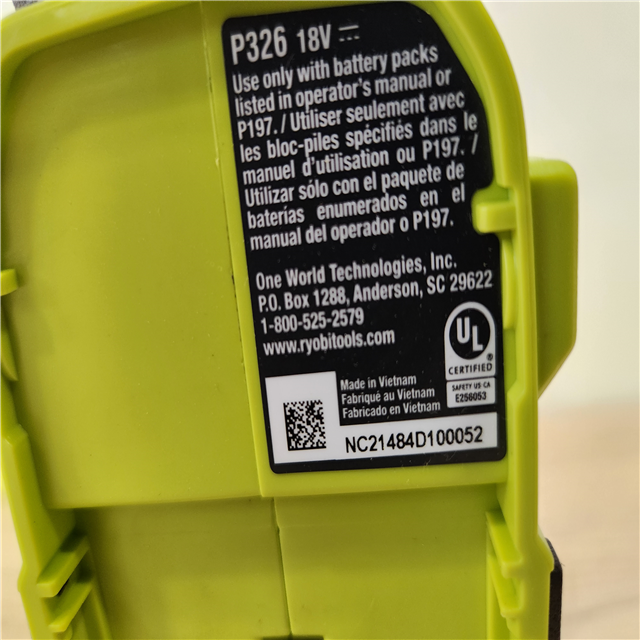 P326 18V ⎓
Use only with battery packs
listed in operator's manual or
P197. / Utiliser seulement avec
les bloc-piles spécifiés dans le
manuel d'utilisation ou P197. /
Utilizar sólo con el paquete de
baterías enumerados en el
manual del operador o P197.
One World Technologies, Inc.
P.O. Box 1288, Anderson, SC 29622
1-800-525-2579
www.ryobitools.com
UL
®
CERTIFIED
SAFETY US-CA
E256053
Made in Vietnam
Fabriqué au Vietnam
Fabricado en Vietnam
NC21484D100052